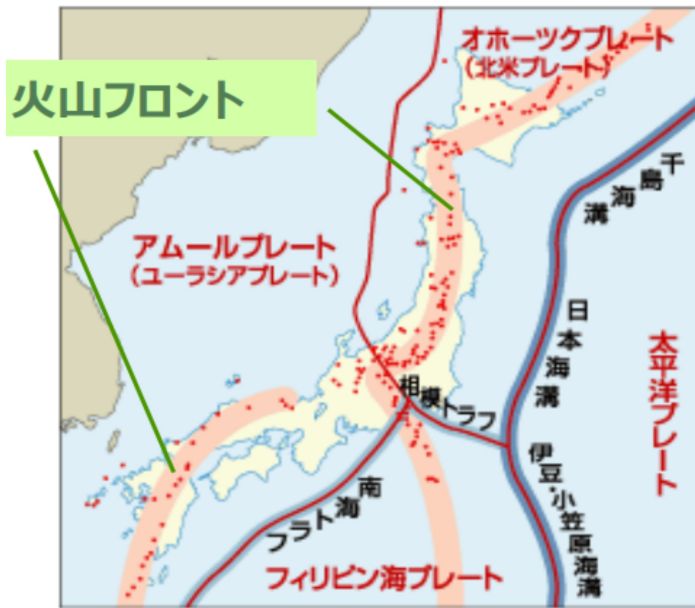 オホーツクプレート
(北米プレート)
火山フロント
千島海溝
アムールプレート
(ユーラシアプレート)
日本海溝
太平洋プレート
相模トラフ
伊豆・小笠原海溝
南海トラフ
フィリピン海プレート